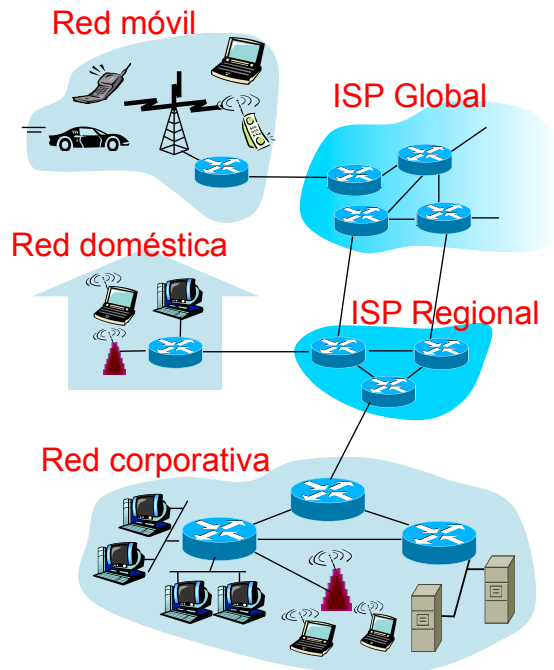 Red móvil
ISP Global
Red doméstica
ISP Regional
Red corporativa